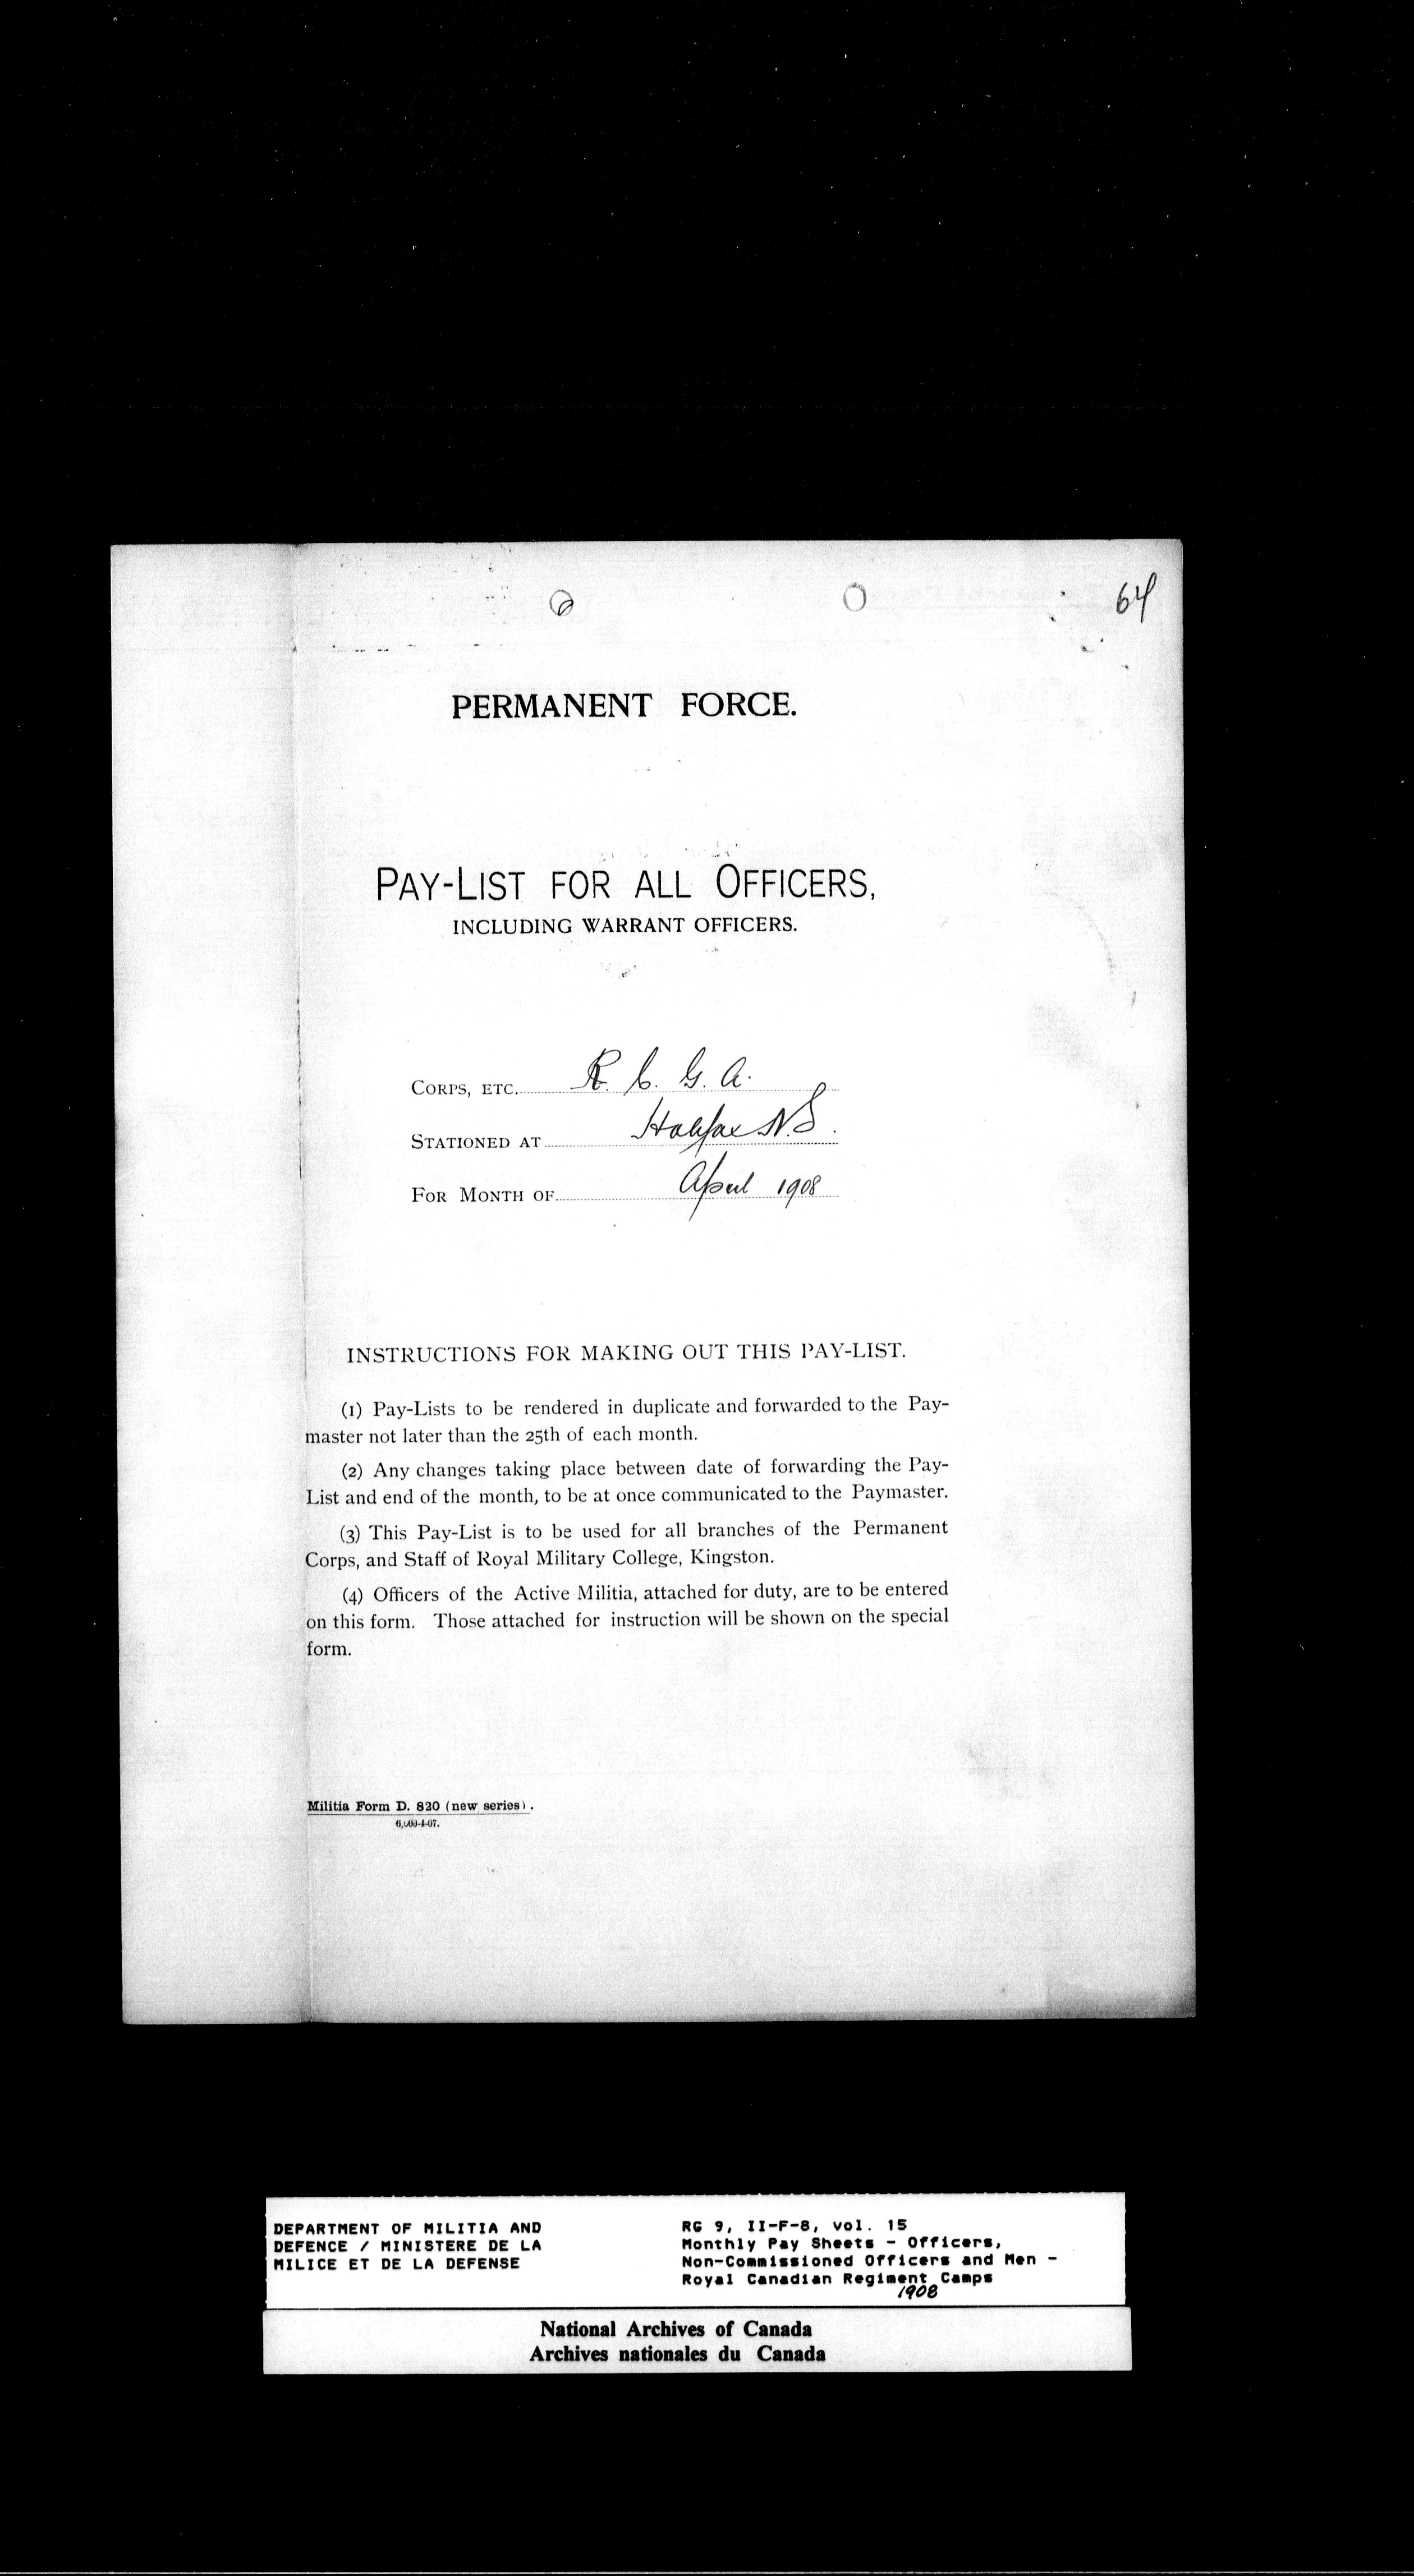 64
PERMANENT FORCE.
PAY-LIST FOR ALL OFFICERS,
INCLUDING WARRANT OFFICERS.
CORPS, ETC. R. C. G. A.
STATIONED AT Halifax N.S.
FOR MONTH OF April 1908
INSTRUCTIONS FOR MAKING OUT THIS PAY-LIST.
(1) Pay-Lists to be rendered in duplicate and forwarded to the Pay-
master not later than the 25th of each month.
(2) Any changes taking place between date of forwarding the Pay-
List and end of the month, to be at once communicated to the Paymaster.
(3) This Pay-List is to be used for all branches of the Permanent
Corps, and Staff of Royal Military College, Kingston.
(4) Officers of the Active Militia, attached for duty, are to be entered
on this form. Those attached for instruction will be shown on the special
form.
Militia Form D. 820 (new series).
6,000-4-07.
DEPARTMENT OF MILITIA AND
DEFENCE / MINISTERE DE LA
MILICE ET DE LA DEFENSE
RG 9, II-F-8, vol. 15
Monthly Pay Sheets - Officers,
Non-Commissioned Officers and Men -
Royal Canadian Regiment Camps
1908
National Archives of Canada
Archives nationales du Canada